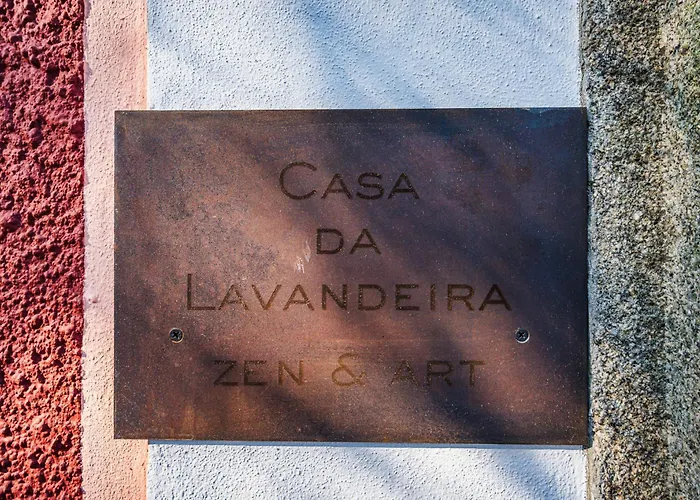 Casa
da
Lavandeira
zen & art